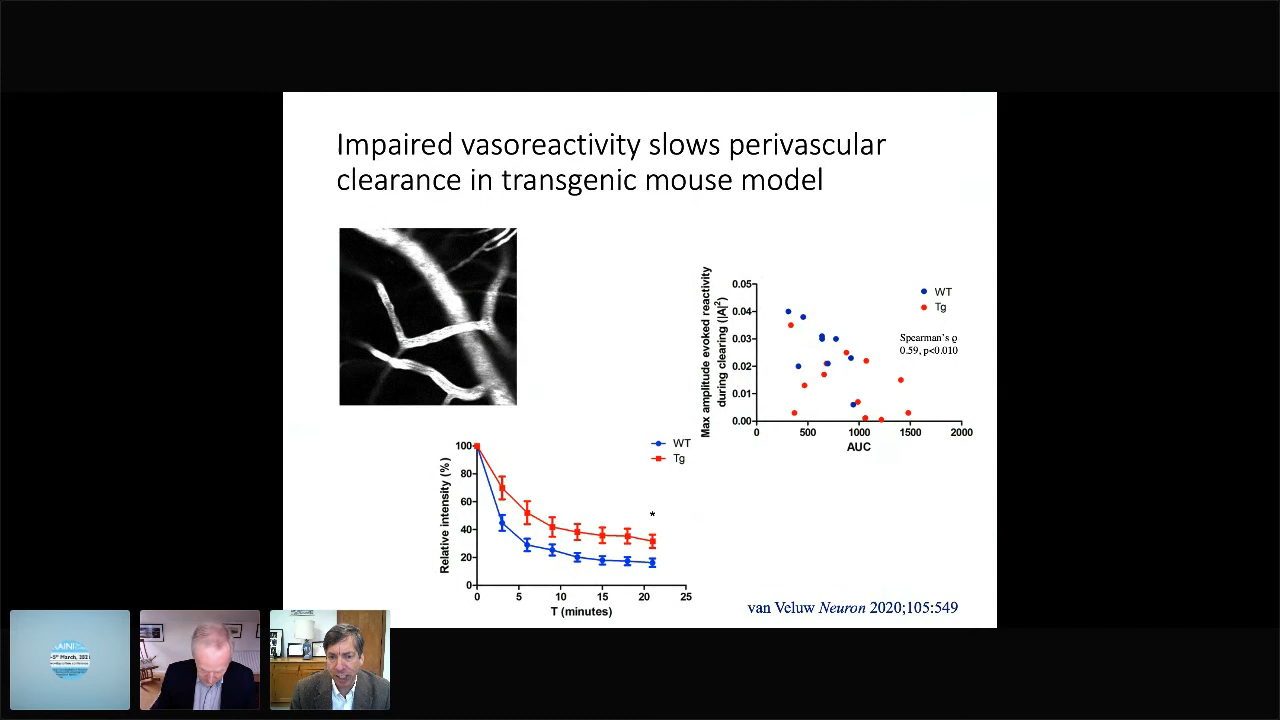 Impaired vasoreactivity slows perivascular
clearance in transgenic mouse model
Max amplitude evoked reactivity
during clearing (|A|²)
0.05
0.04
0.03
0.02
0.01
0.00
0
500
1000
1500
2000
AUC
WT
Tg
Spearman's ρ
0.59, p<0.010
Relative intensity (%)
100
80
60
40
20
0
0
5
10
15
20
25
T (minutes)
WT
Tg
*
van Veluw Neuron 2020;105:549
March, 202